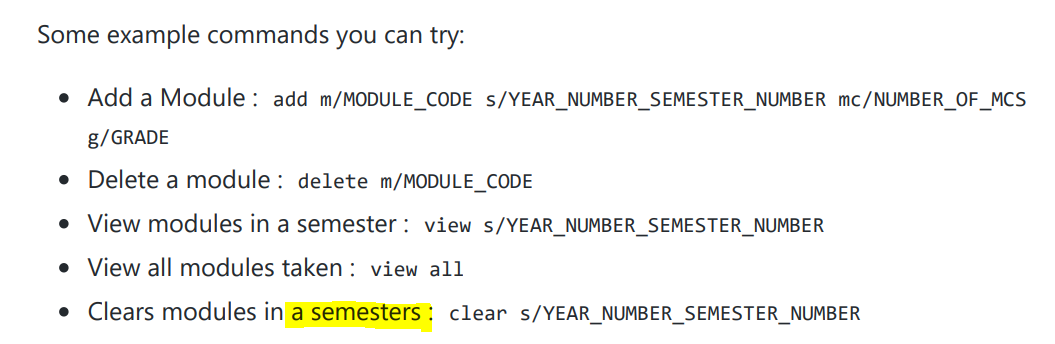 Some example commands you can try:
• Add a Module : add m/MODULE_CODE s/YEAR_NUMBER_SEMESTER_NUMBER mc/NUMBER_OF_MCS
g/GRADE
• Delete a module : delete m/MODULE_CODE
• View modules in a semester : view s/YEAR_NUMBER_SEMESTER_NUMBER
• View all modules taken : view all
• Clears modules in a semesters : clear s/YEAR_NUMBER_SEMESTER_NUMBER